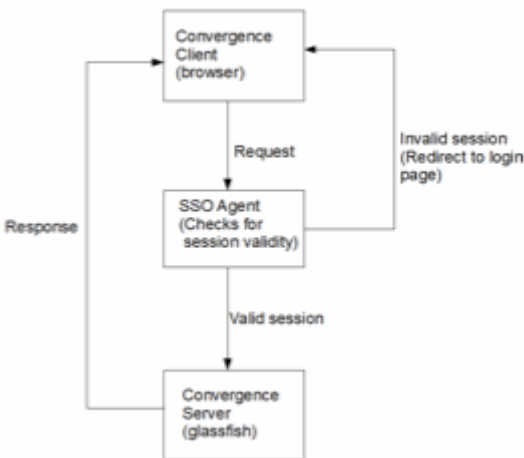 Convergence
Client
(browser)
Request
Invalid session
(Redirect to login
page)
SSO Agent
(Checks for
session validity)
Response
Valid session
Convergence
Server
(glassfish)